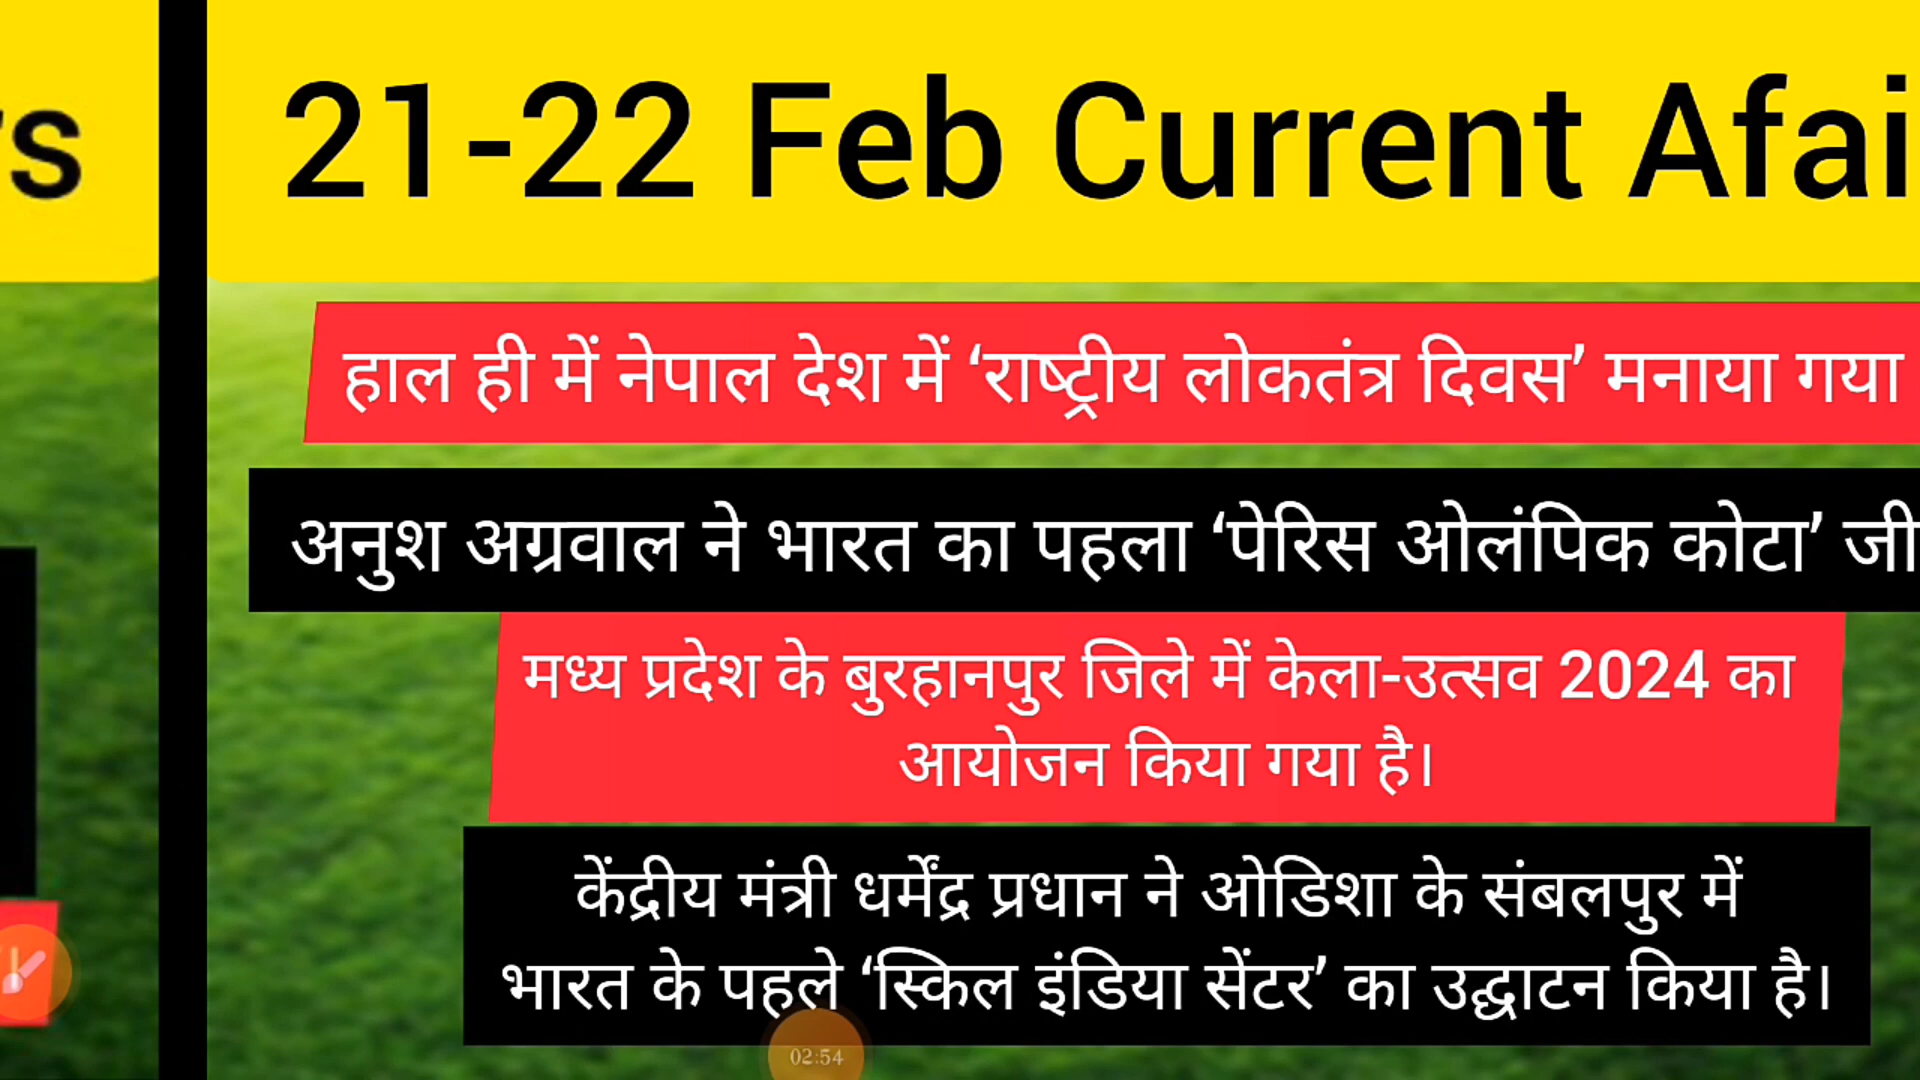 21-22 Feb Current Afai
हाल ही में नेपाल देश में ‘राष्ट्रीय लोकतंत्र दिवस’ मनाया गया
अनुश अग्रवाल ने भारत का पहला ‘पेरिस ओलंपिक कोटा’ जी
मध्य प्रदेश के बुरहानपुर जिले में केला-उत्सव 2024 का
आयोजन किया गया है।
केंद्रीय मंत्री धर्मेंद्र प्रधान ने ओडिशा के संबलपुर में
भारत के पहले ‘स्किल इंडिया सेंटर’ का उद्घाटन किया है।
02:54